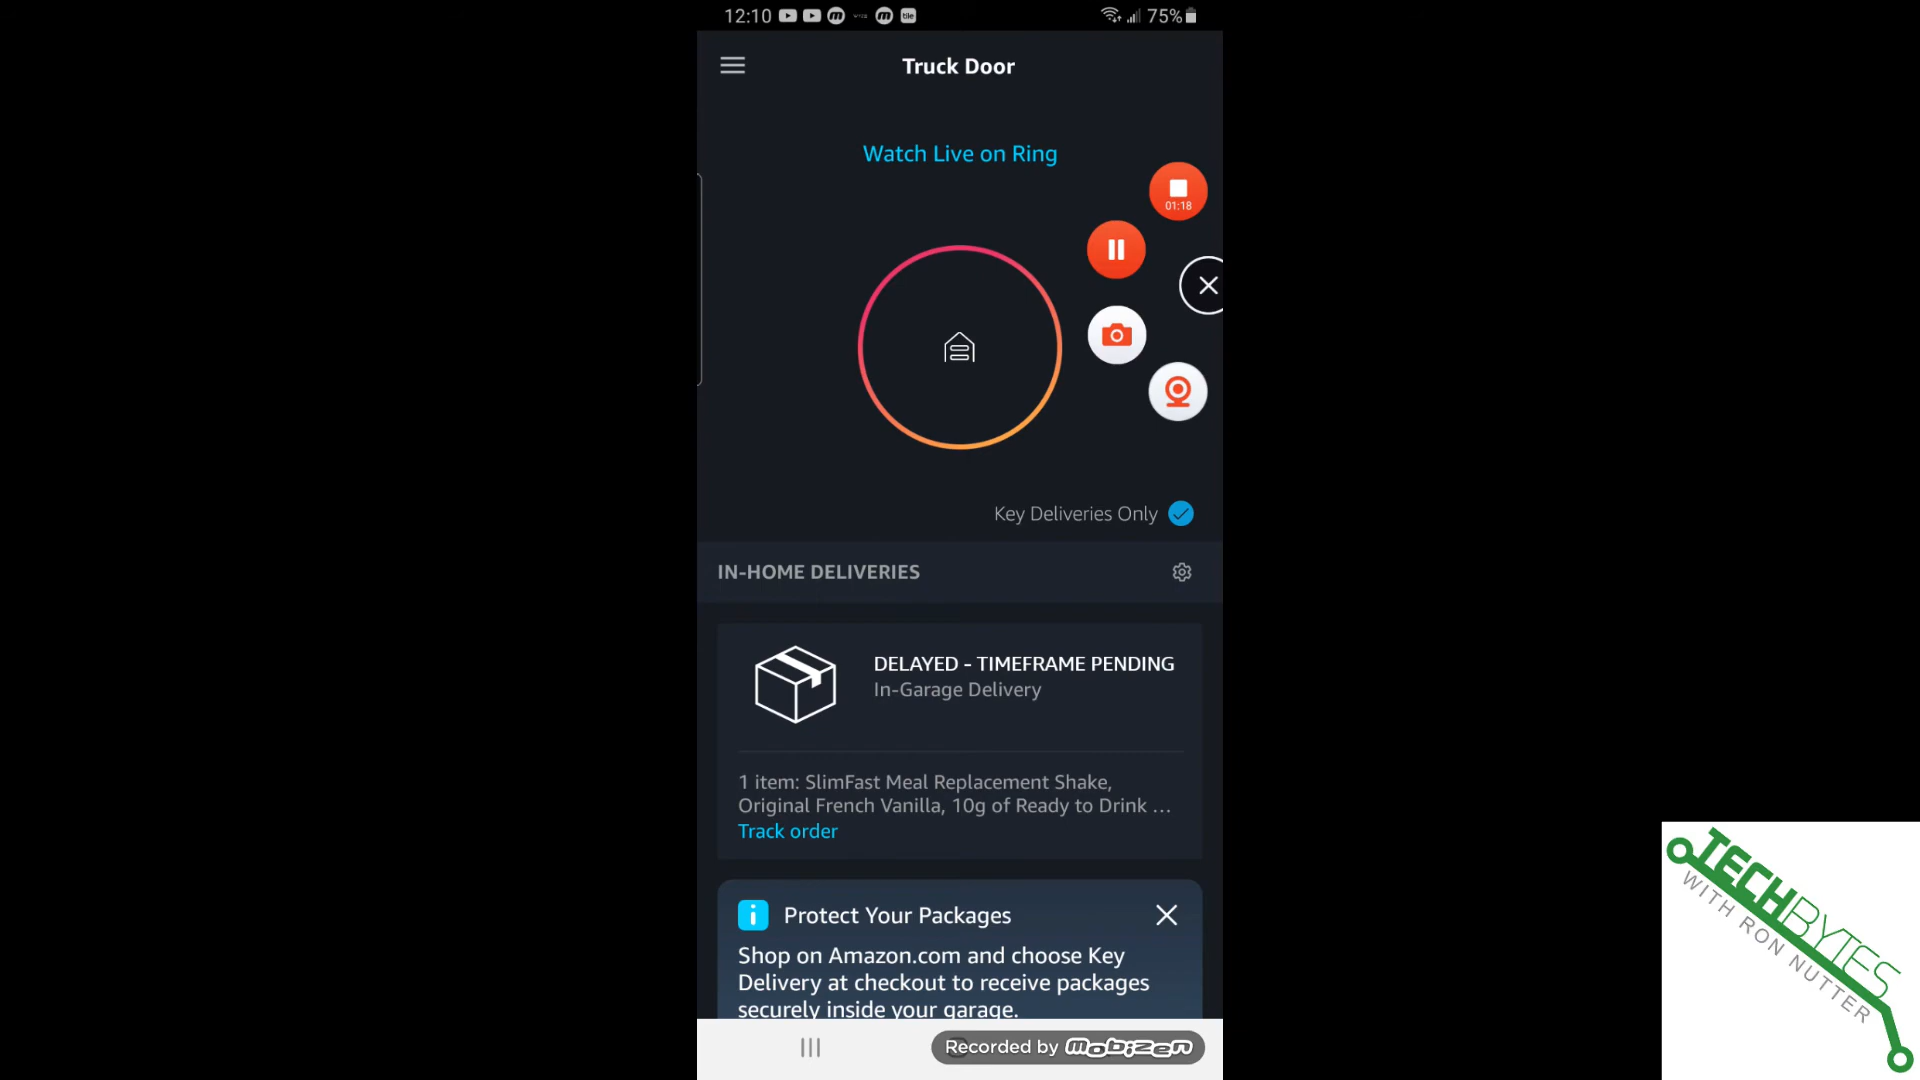 12:10
75%
Truck Door
Watch Live on Ring
01:18
Key Deliveries Only
IN-HOME DELIVERIES
DELAYED - TIMEFRAME PENDING
In-Garage Delivery
1 item: SlimFast Meal Replacement Shake,
Original French Vanilla, 10g of Ready to Drink ...
Track order
Protect Your Packages
Shop on Amazon.com and choose Key
Delivery at checkout to receive packages
securely inside your garage.
Recorded by mobizen
TECHBYTES
WITH RON NUTTER